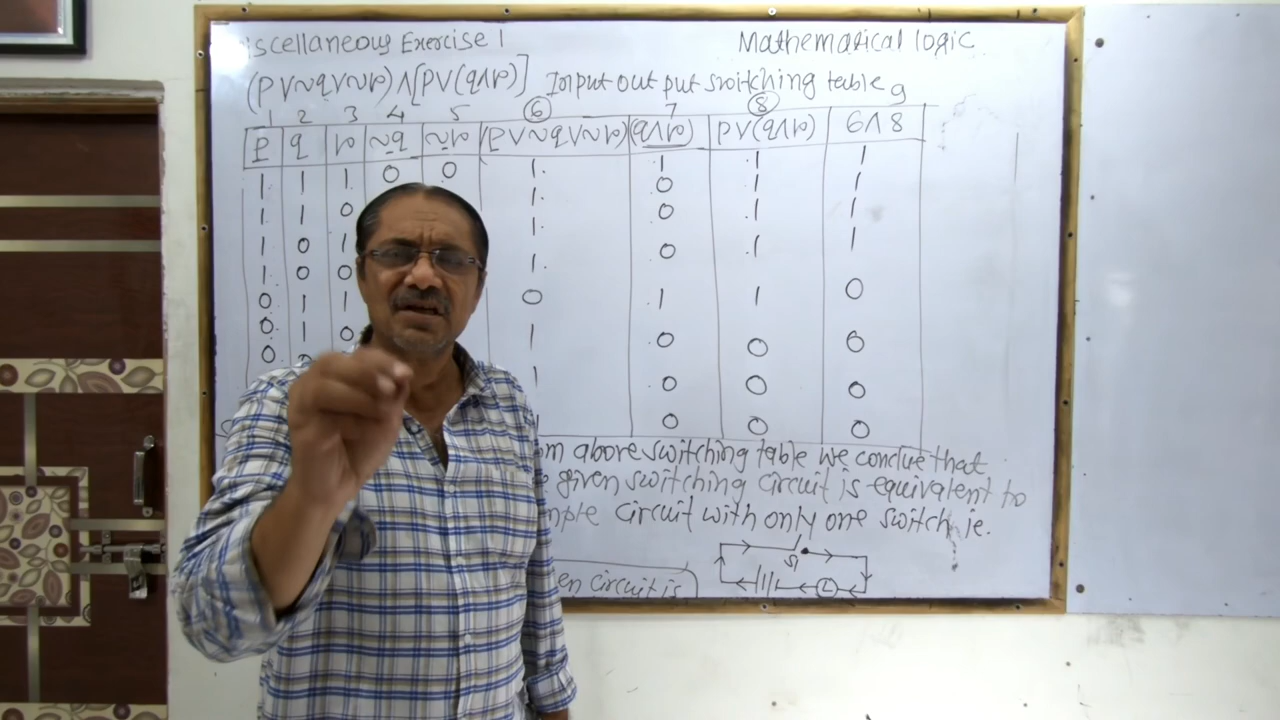 iscellaneous Exercise 1
Mathematical logic
(p∨~q∨~r)∧[p∨(q∧r)] Input out put switching table
1 2 3 4 5 6 7 8
p q r ~q ~r (p∨~q∨~r) (q∧r) p∨(q∧r) 6∧8
1 1 1 0 0 1 1 1 1
1 1 0 1 0 1 1
1 0 1 1 0 1 1
1 0 0 1 0 1 1
0 1 1 0 1 1 0
0 1 0 1 0 0 0
0 1 0 0 0
0 0 0
om above switching table we conclue that
given switching circuit is equivalent to
mple circuit with only one switch ie.
S1
L
en circuit is